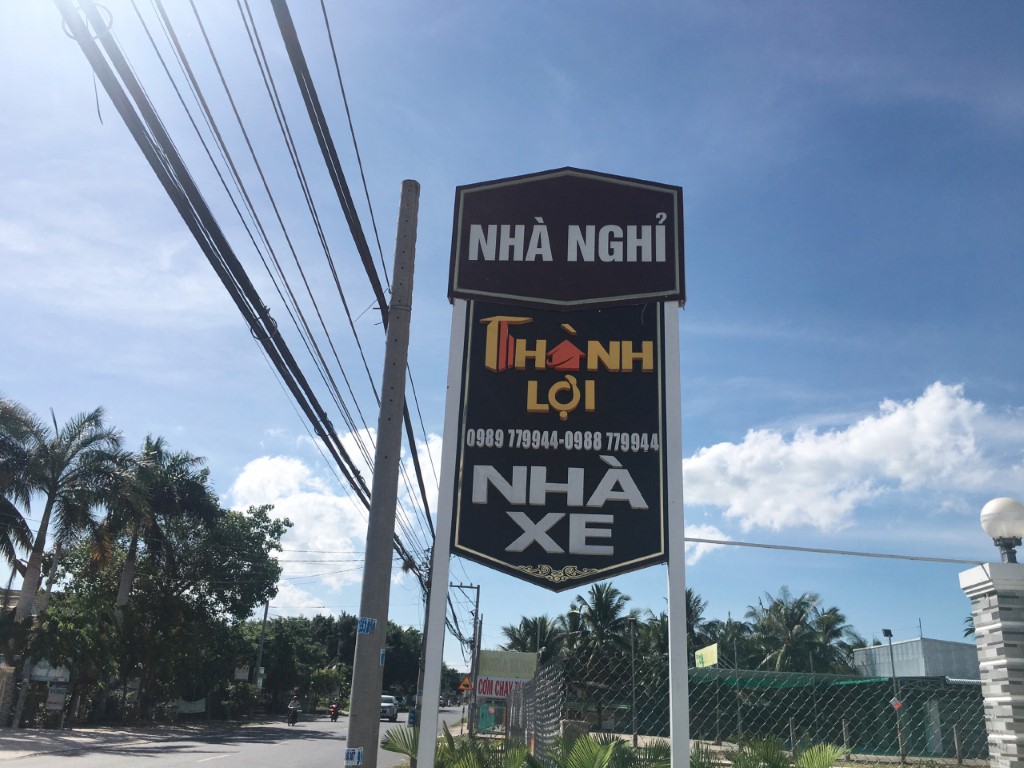 NHÀ NGHỈ
THÀNH
LỢI
0989 779944-0988 779944
NHÀ
XE
CƠM CHAY